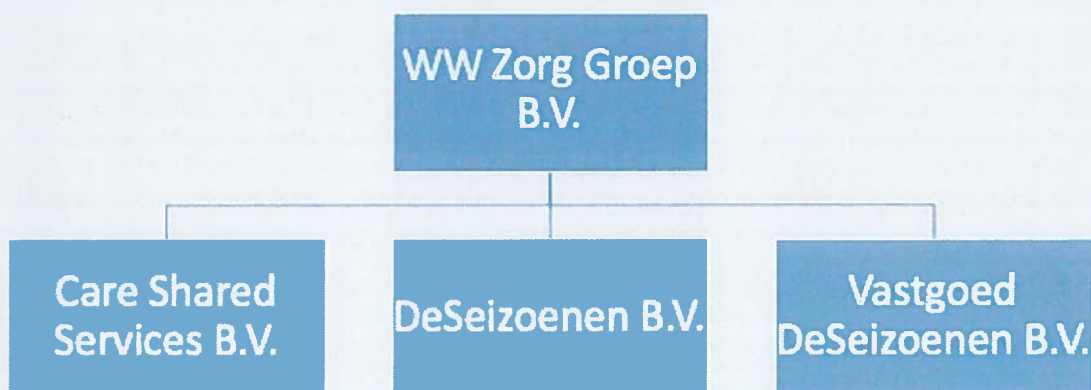 WW Zorg Groep
B.V.
Care Shared
Services B.V.
DeSeizoenen B.V.
Vastgoed
DeSeizoenen B.V.